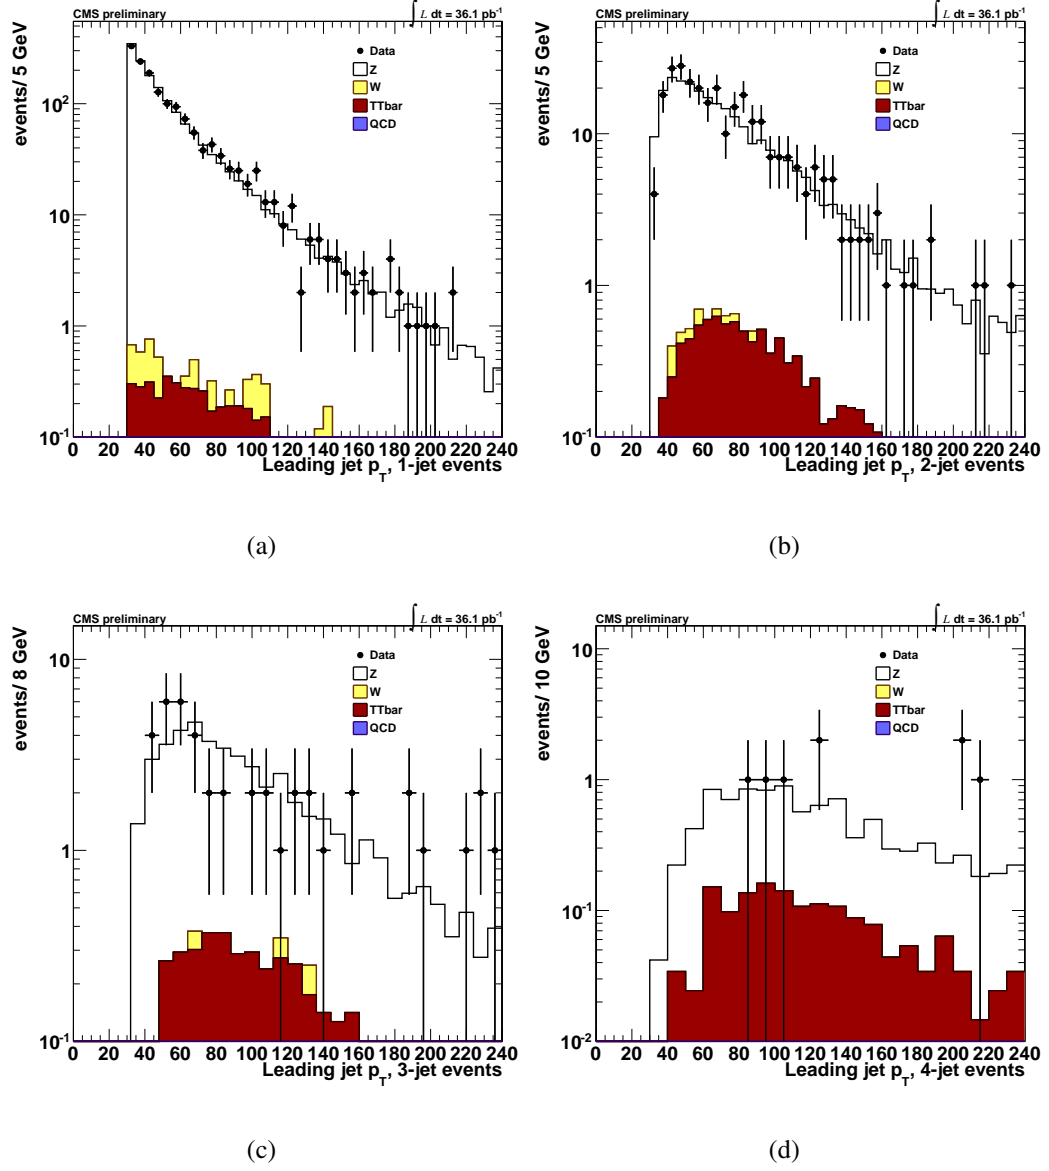 CMS preliminary
∫ L dt = 36.1 pb⁻¹
events/ 5 GeV
10²
10
1
10⁻¹
Data
Z
W
TTbar
QCD
0 20 40 60 80 100 120 140 160 180 200 220 240
Leading jet p_T, 1-jet events
(a)
CMS preliminary
∫ L dt = 36.1 pb⁻¹
events/ 5 GeV
10
1
10⁻¹
Data
Z
W
TTbar
QCD
0 20 40 60 80 100 120 140 160 180 200 220 240
Leading jet p_T, 2-jet events
(b)
CMS preliminary
∫ L dt = 36.1 pb⁻¹
events/ 8 GeV
10
1
10⁻¹
Data
Z
W
TTbar
QCD
0 20 40 60 80 100 120 140 160 180 200 220 240
Leading jet p_T, 3-jet events
(c)
CMS preliminary
∫ L dt = 36.1 pb⁻¹
events/ 10 GeV
10
1
10⁻¹
10⁻²
Data
Z
W
TTbar
QCD
0 20 40 60 80 100 120 140 160 180 200 220 240
Leading jet p_T, 4-jet events
(d)